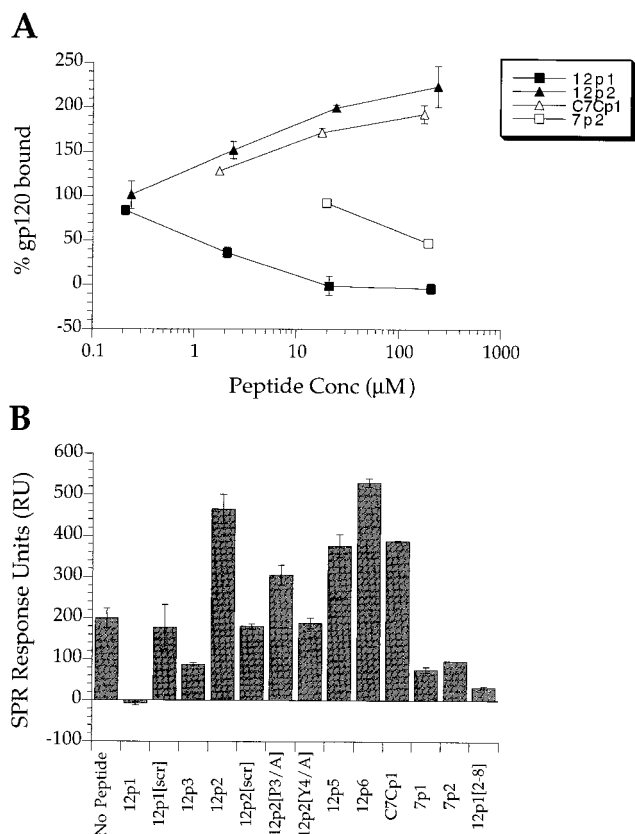 A
250
200
150
100
50
0
-50
% gp120 bound
0.1
1
10
100
1000
Peptide Conc (µM)
12p1
12p2
C7Cp1
7p2
B
600
500
400
300
200
100
0
-100
SPR Response Units (RU)
No Peptide
12p1
12p1[scr]
12p3
12p2
12p2[scr]
12p2[P3/A]
12p2[Y4/A]
12p5
12p6
C7Cp1
7p1
7p2
12p1[2-8]